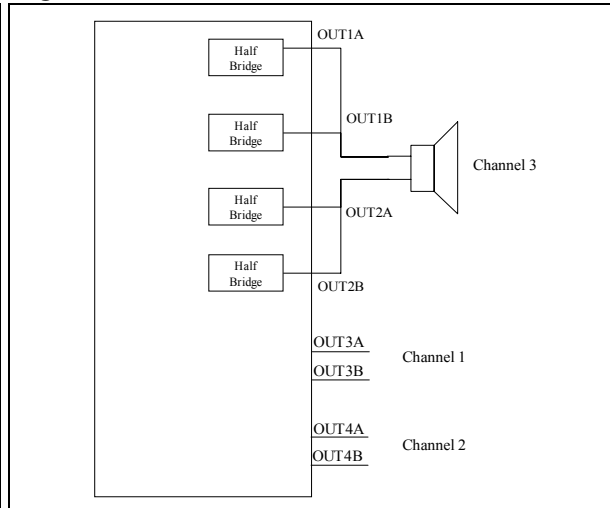 OUT1A
Half
Bridge
OUT1B
Half
Bridge
Channel 3
Half
Bridge
OUT2A
Half
Bridge
OUT2B
OUT3A
Channel 1
OUT3B
OUT4A
Channel 2
OUT4B